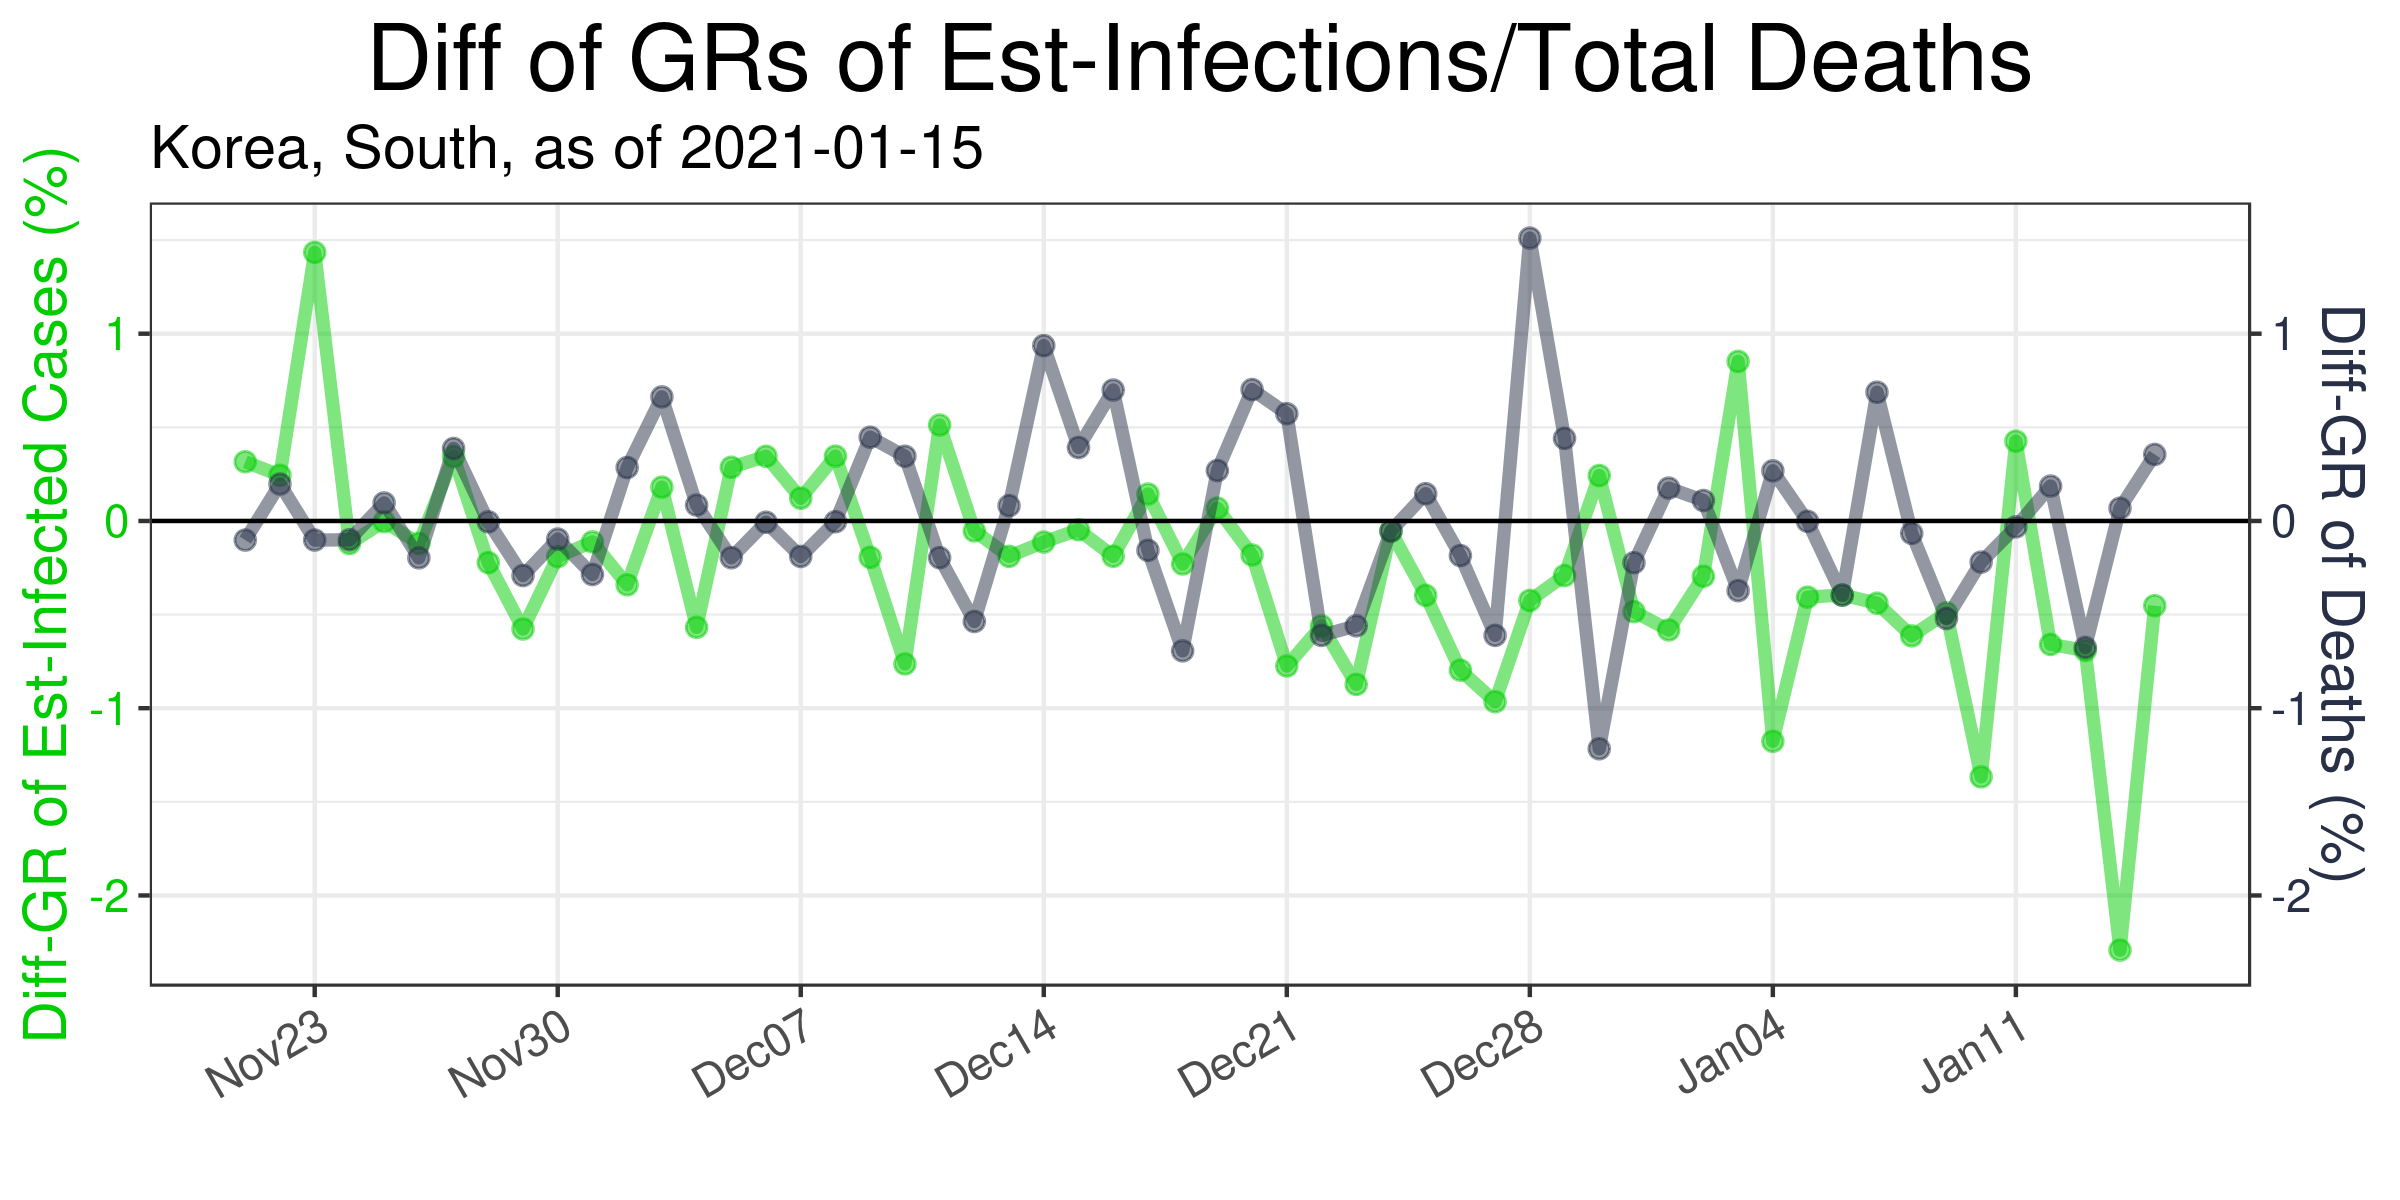 Diff of GRs of Est-Infections/Total Deaths
Korea, South, as of 2021-01-15
Diff-GR of Est-Infected Cases (%)
1
0
-1
-2
1
0
-1
-2
Diff-GR of Deaths (%)
Nov23
Nov30
Dec07
Dec14
Dec21
Dec28
Jan04
Jan11